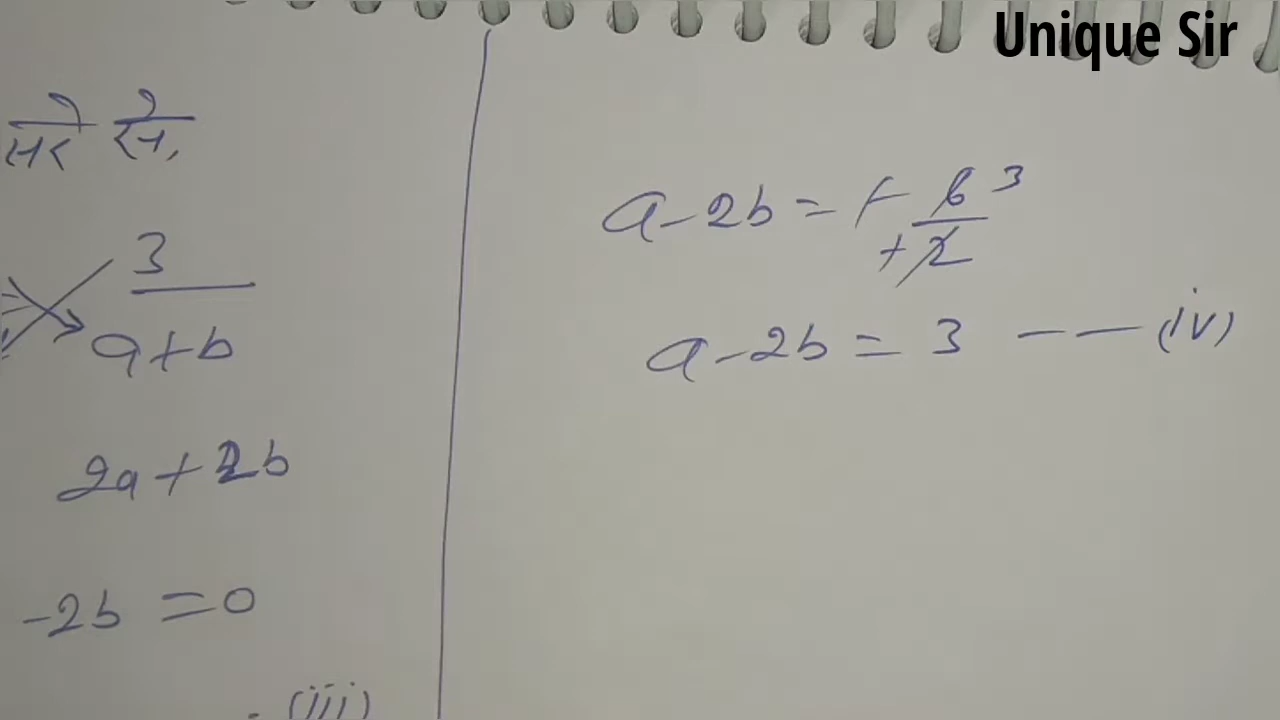 Unique Sir
3
a+b
2a + 2b
-2b = 0
(iii)
a - 2b = + 6 3
+ 2
a - 2b = 3 —— (iv)